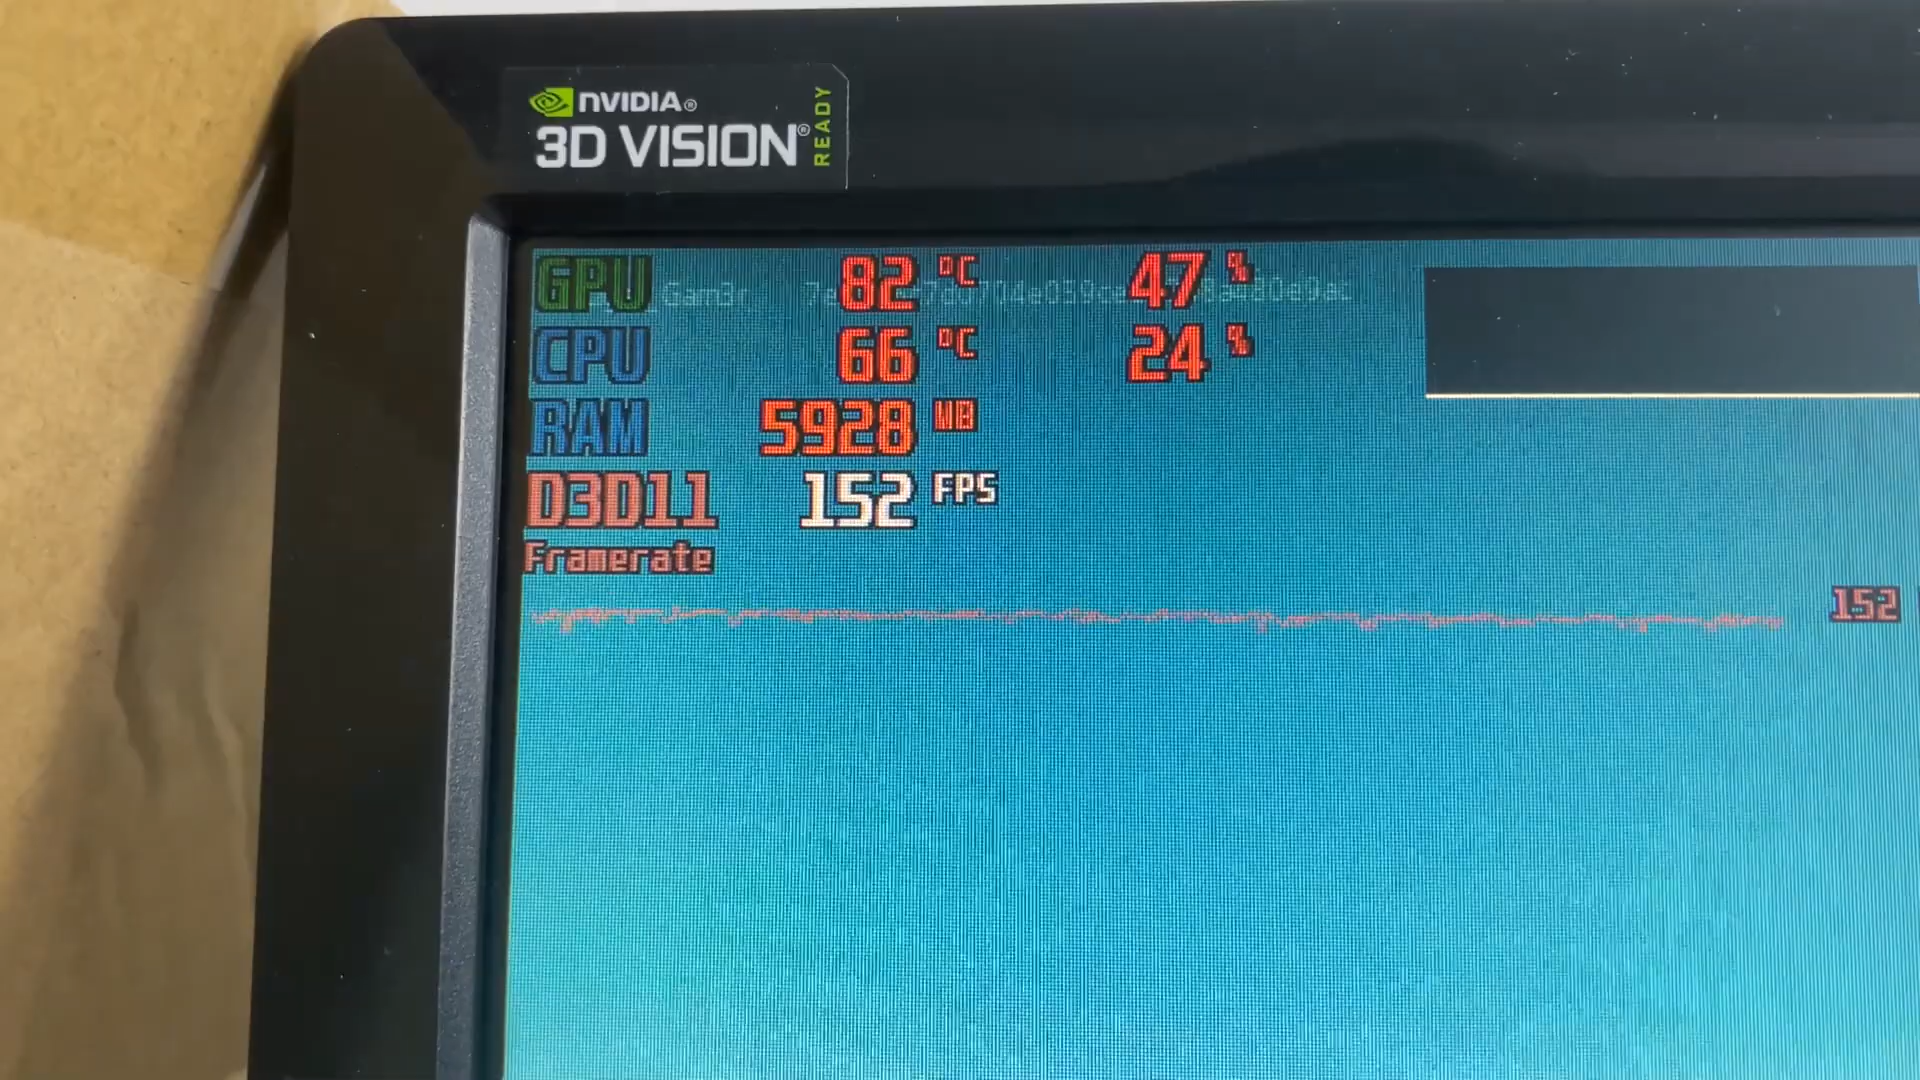 NVIDIA®
3D VISION® READY
GPU 82 °C 47 %
CPU 66 °C 24 %
RAM 5928 MB
D3D11 152 FPS
Framerate
152